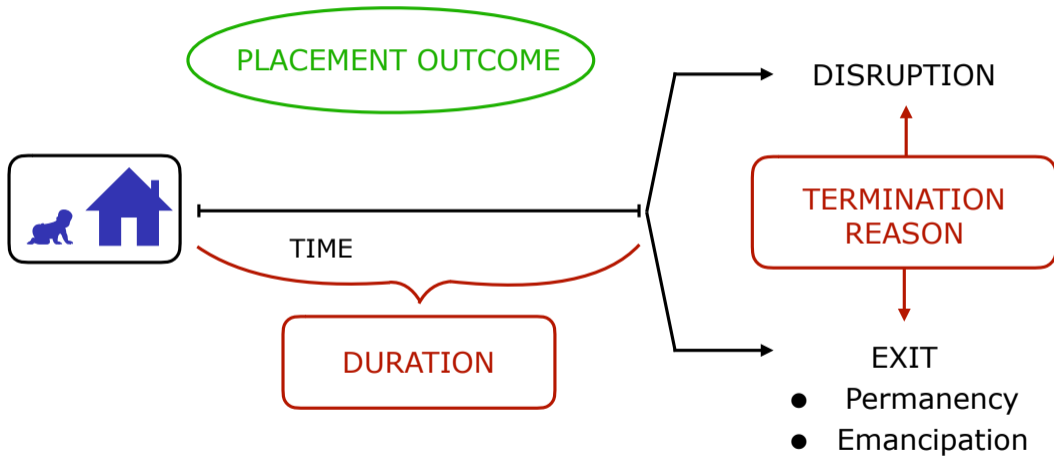 PLACEMENT OUTCOME
DISRUPTION
TERMINATION
REASON
TIME
DURATION
EXIT
● Permanency
● Emancipation